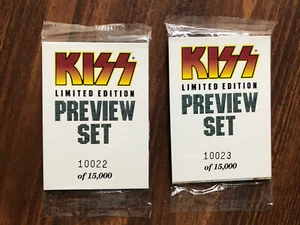 KISS
LIMITED EDITION
PREVIEW
SET
10022
of 15,000
KISS
LIMITED EDITION
PREVIEW
SET
10023
of 15,000